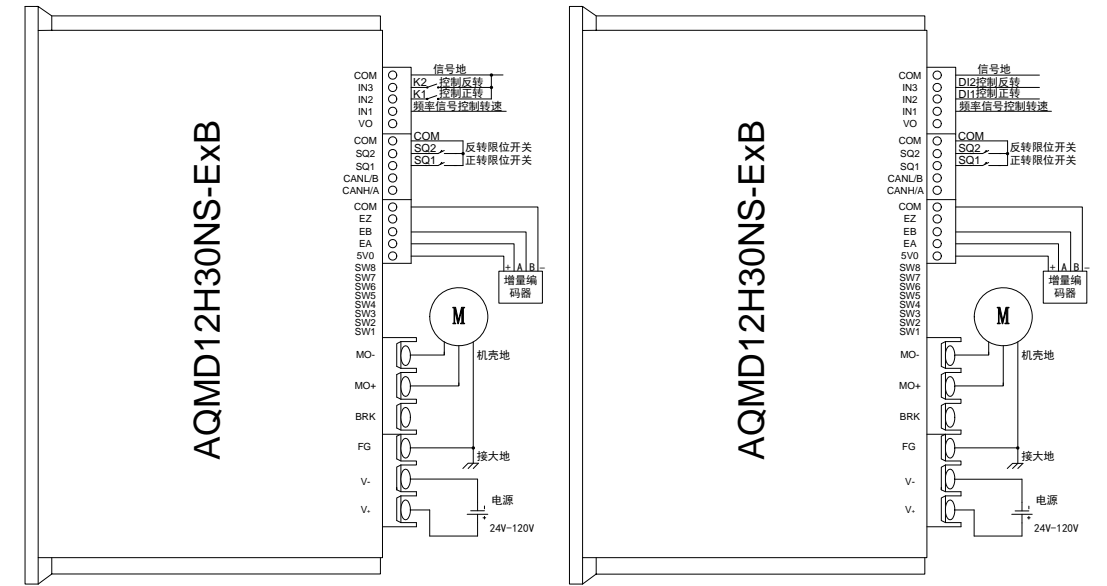 AQMD12H30NS-ExB
COM 信号地
IN3 K2 控制反转
IN2 K1 控制正转
IN1 频率信号控制转速
VO
COM COM
SQ2 SQ2 反转限位开关
SQ1 SQ1 正转限位开关
CANL/B
CANH/A
COM
EZ
EB
EA
5V0 + A B -
增量编
码器
SW8
SW7
SW6
SW5
SW4
SW3
SW2
SW1
M
MO- 机壳地
MO+
BRK
FG 接大地
V-
V+
电源
24V-120V
AQMD12H30NS-ExB
COM 信号地
IN3 DI2控制反转
IN2 DI1控制正转
IN1 频率信号控制转速
VO
COM COM
SQ2 SQ2 反转限位开关
SQ1 SQ1 正转限位开关
CANL/B
CANH/A
COM
EZ
EB
EA
5V0 + A B -
增量编
码器
SW8
SW7
SW6
SW5
SW4
SW3
SW2
SW1
M
MO- 机壳地
MO+
BRK
FG 接大地
V-
V+
电源
24V-120V